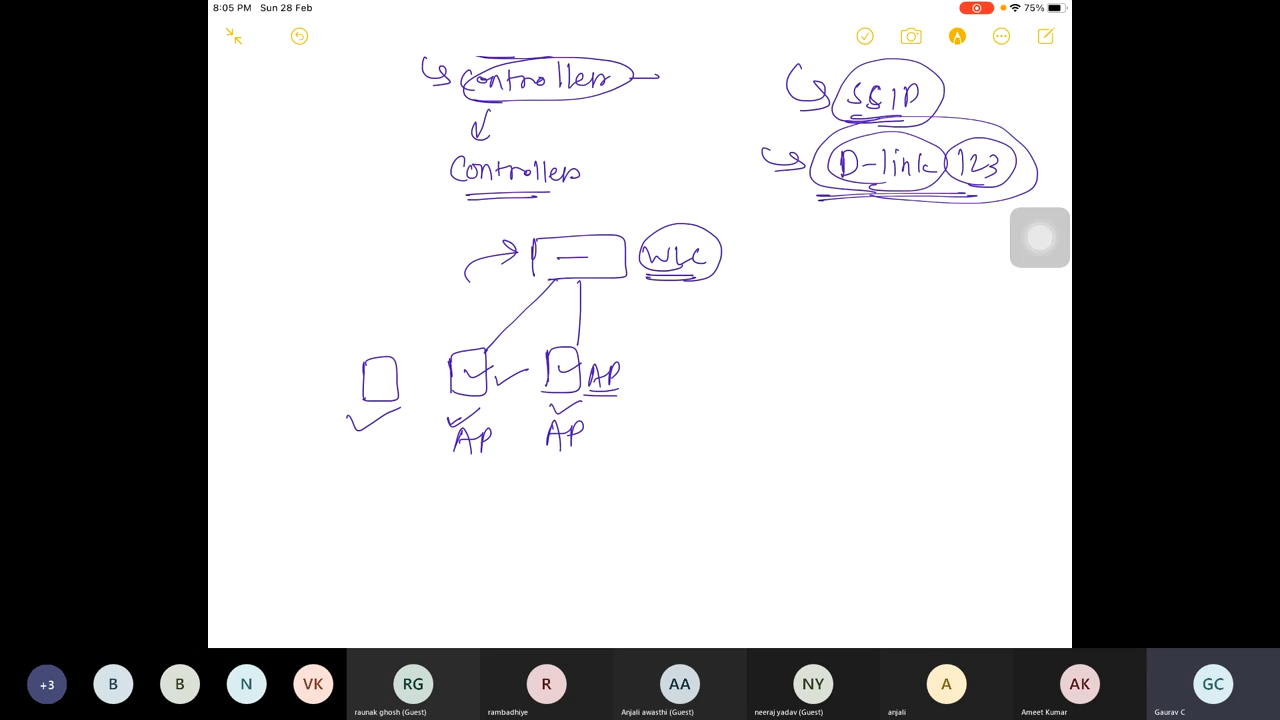 8:05 PM Sun 28 Feb
75%
Controllers
SSID
Controllers
D-link 123
WLC
AP
AP AP
+3 B B N VK RG R AA NY A AK GC
raunak ghosh (Guest) rambadhiye Anjali awasthi (Guest) neeraj yadav (Guest) anjali Ameet Kumar Gaurav C